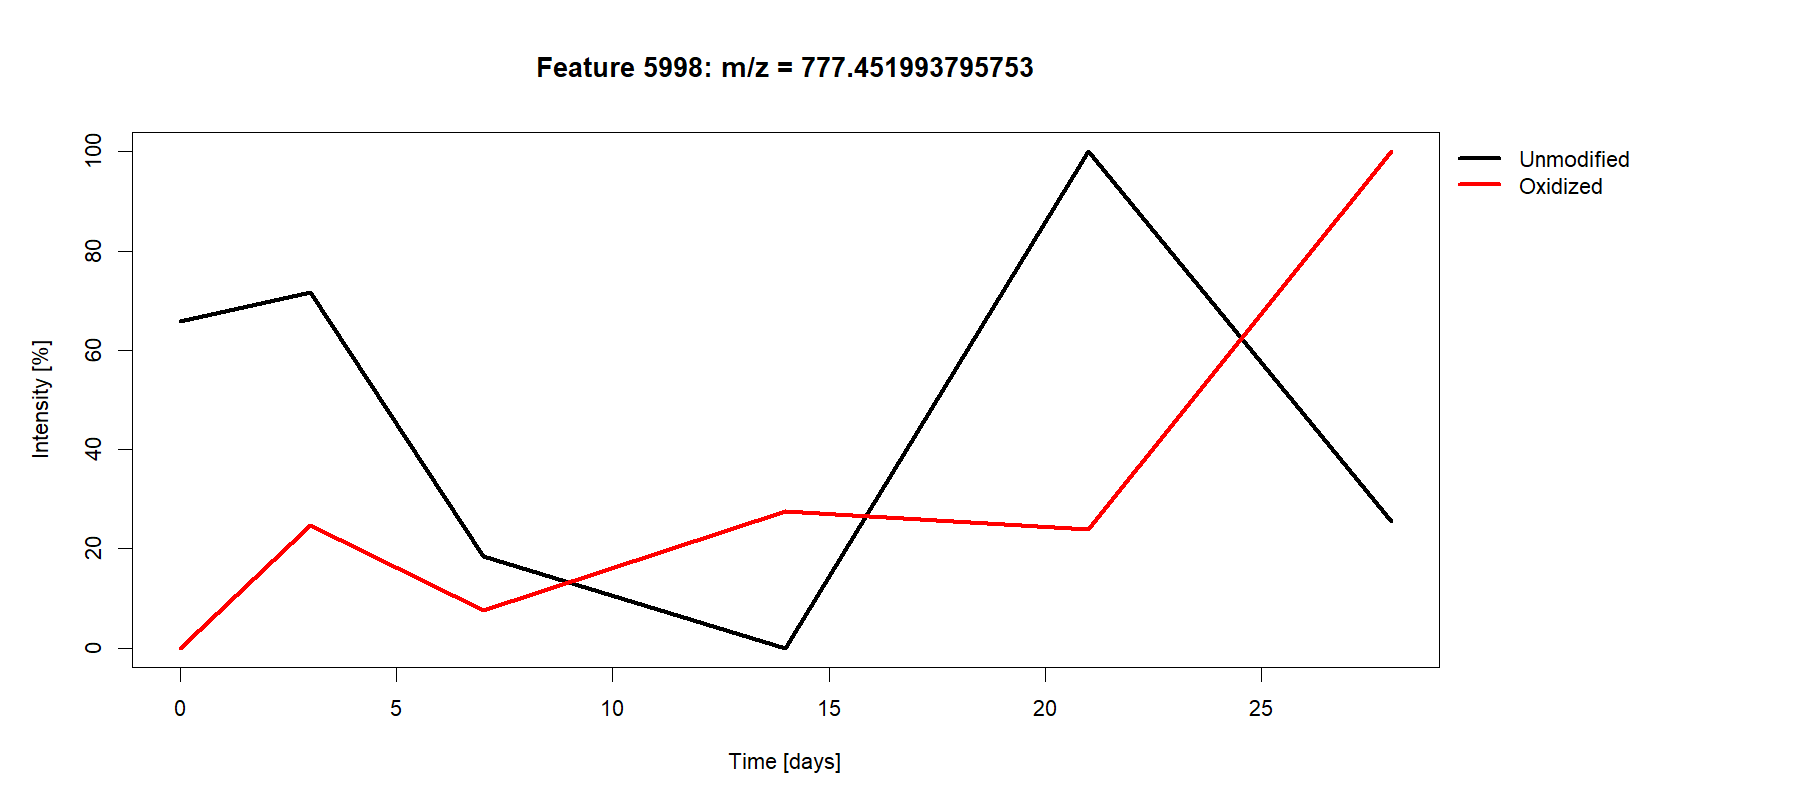 Feature 5998: m/z = 777.451993795753
Unmodified
Oxidized
Intensity [%]
100
80
60
40
20
0
0 5 10 15 20 25
Time [days]